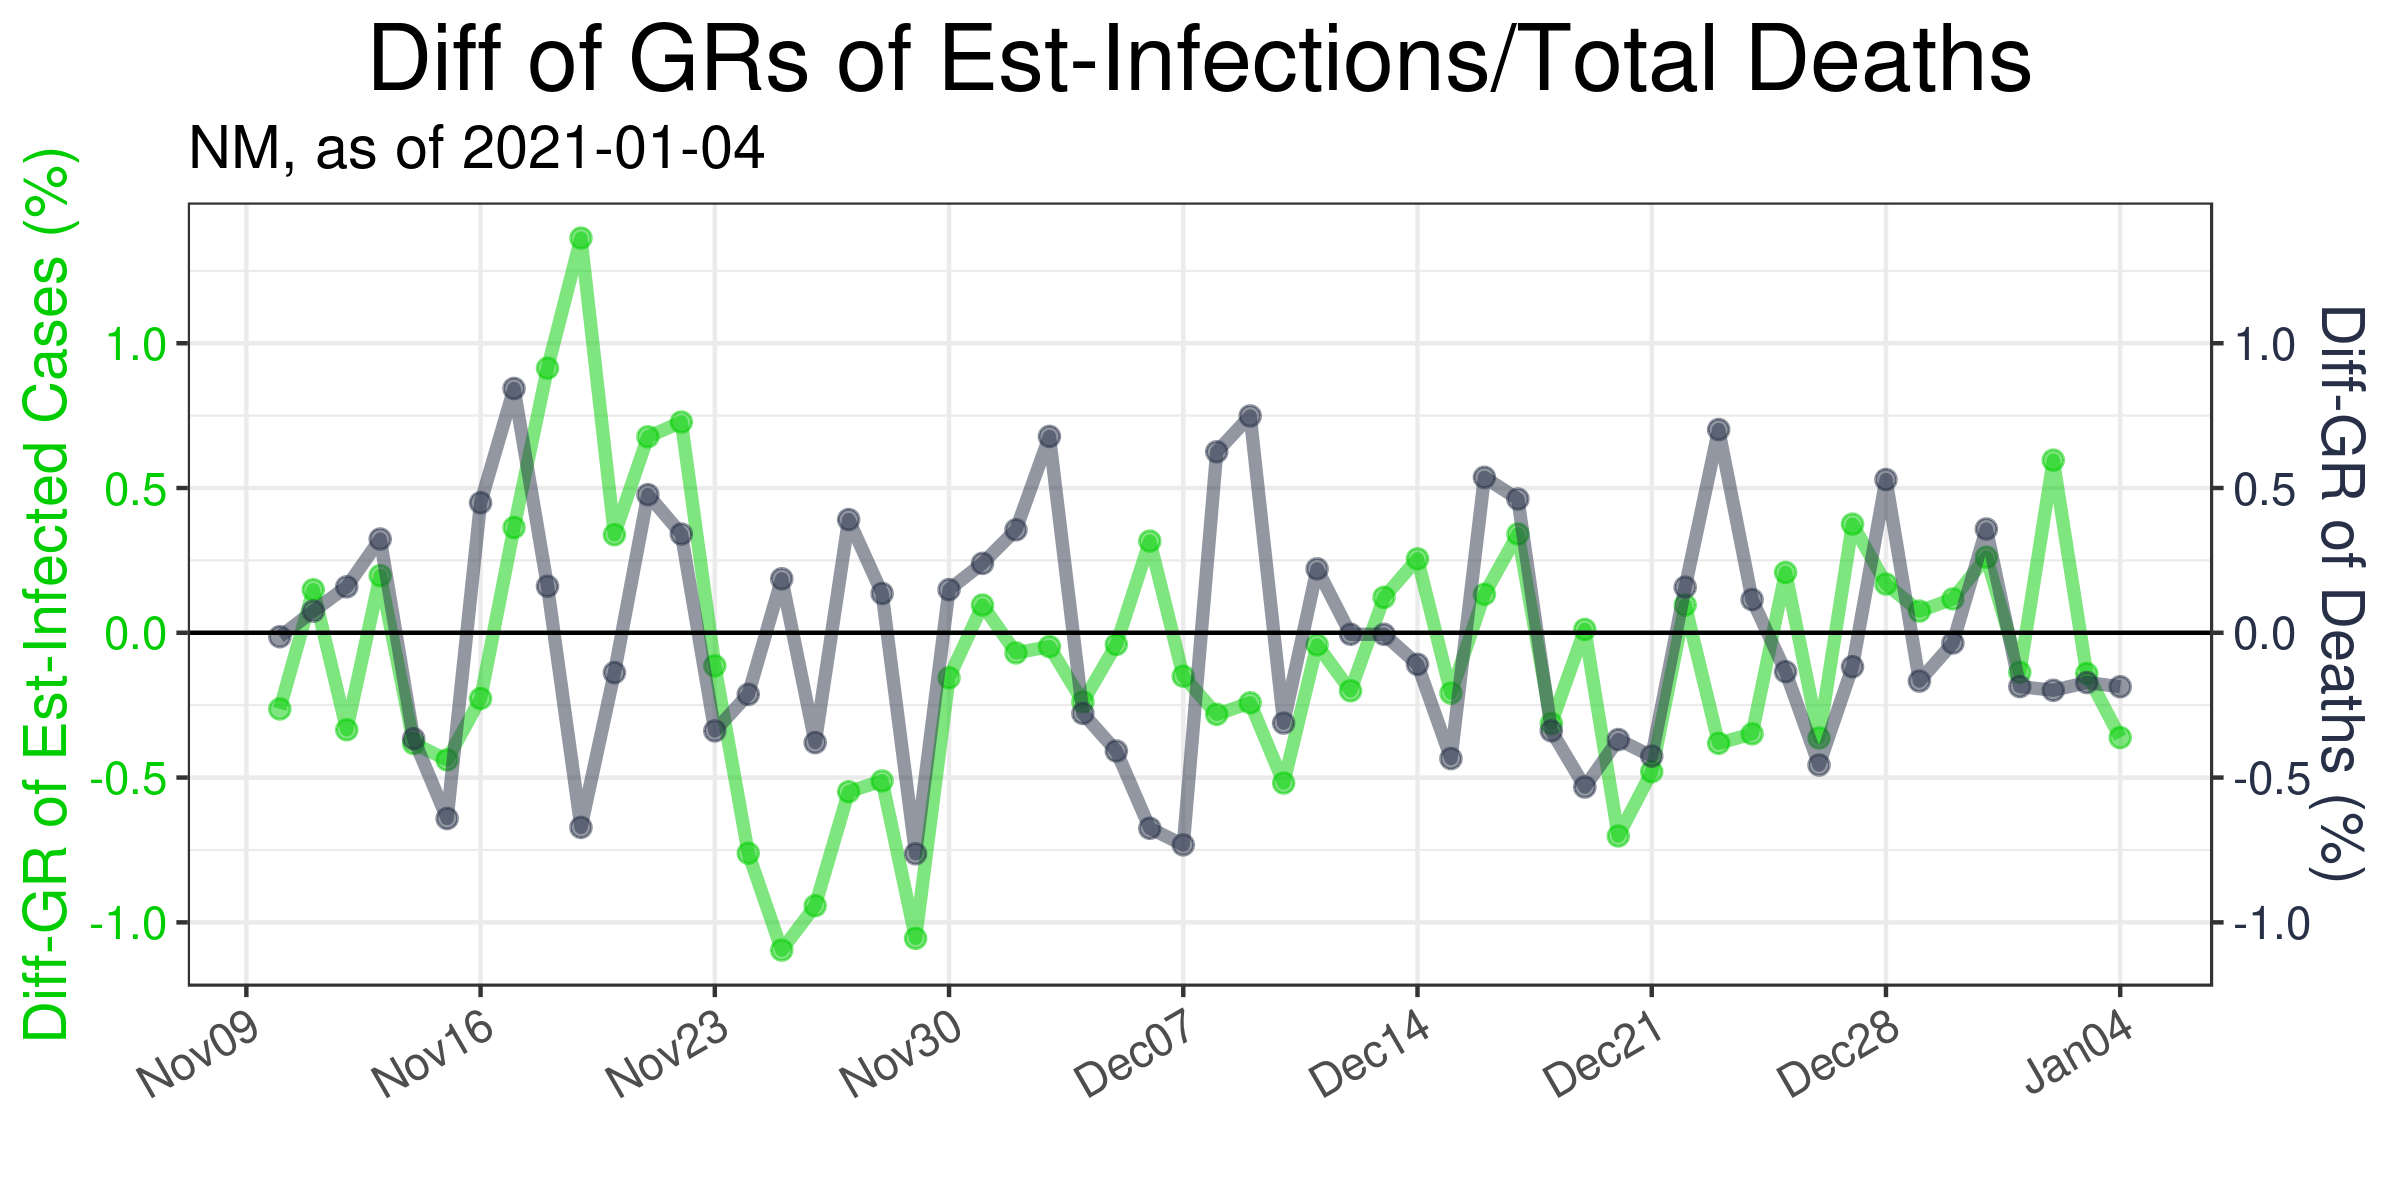 Diff of GRs of Est-Infections/Total Deaths
NM, as of 2021-01-04
Diff-GR of Est-Infected Cases (%)
1.0
0.5
0.0
-0.5
-1.0
1.0
0.5
0.0
-0.5
-1.0
Diff-GR of Deaths (%)
Nov09
Nov16
Nov23
Nov30
Dec07
Dec14
Dec21
Dec28
Jan04